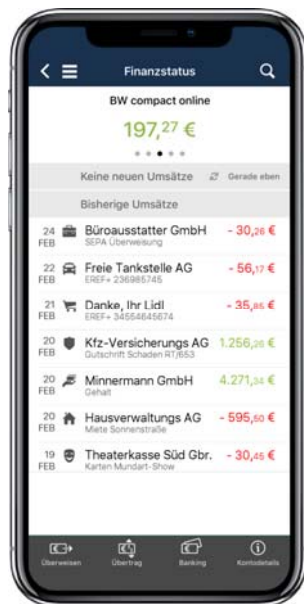 Finanzstatus
BW compact online
197,27 €
Keine neuen Umsätze Gerade eben
Bisherige Umsätze
24 FEB Büroausstatter GmbH - 30,26 €
SEPA Überweisung
22 FEB Freie Tankstelle AG - 56,17 €
EREF+ 236985745
21 FEB Danke, Ihr Lidl - 35,85 €
EREF+ 34554645674
20 FEB Kfz-Versicherungs AG 1.256,26 €
Gutschrift Schaden RT/653
20 FEB Minnermann GmbH 4.271,34 €
Gehalt
20 FEB Hausverwaltungs AG - 595,50 €
Miete Sonnenstraße
19 FEB Theaterkasse Süd Gbr. - 30,45 €
Karten Mundart-Show
Überweisen Übertrag Banking Kontodetails